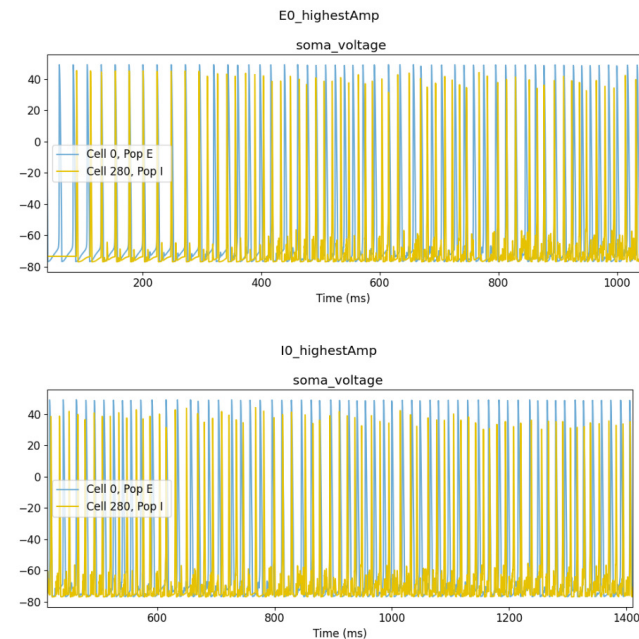 E0_highestAmp
soma_voltage
40
20
0
−20
−40
−60
−80
Cell 0, Pop E
Cell 280, Pop I
200 400 600 800 1000
Time (ms)
I0_highestAmp
soma_voltage
40
20
0
−20
−40
−60
−80
Cell 0, Pop E
Cell 280, Pop I
600 800 1000 1200 1400
Time (ms)